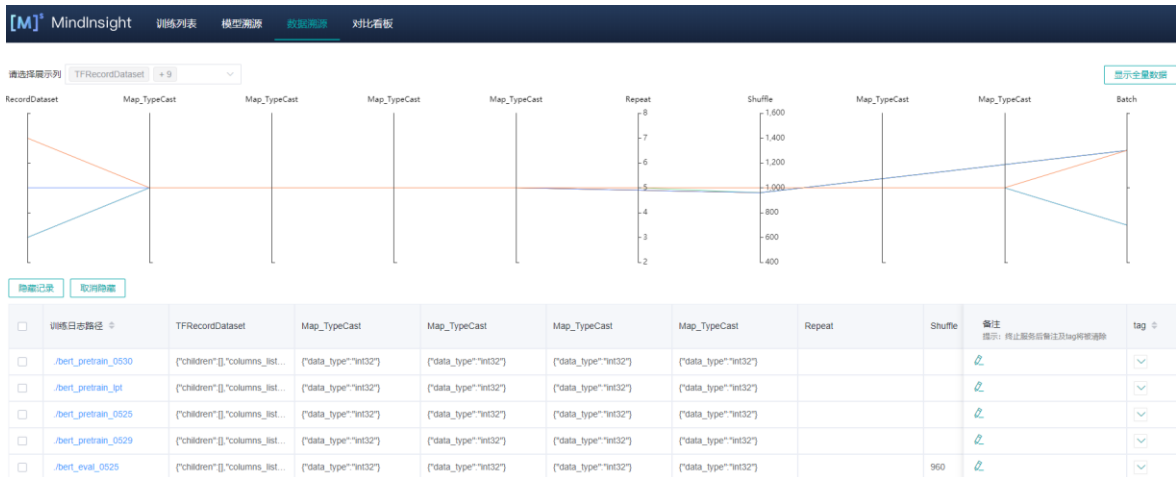 [M]ˢ MindInsight 训练列表 模型溯源 数据溯源 对比看板
请选择展示列 TFRecordDataset + 9 显示全量数据
RecordDataset Map_TypeCast Map_TypeCast Map_TypeCast Map_TypeCast Repeat Shuffle Map_TypeCast Map_TypeCast Batch
8 1,600
7 1,400
6 1,200
5 1,000
4 800
3 600
2 400
隐藏记录 取消隐藏
训练日志路径 TFRecordDataset Map_TypeCast Map_TypeCast Map_TypeCast Map_TypeCast Repeat Shuffle 备注 tag
提示：终止服务后备注及tag将被清除
./bert_pretrain_0530 {"children":[],"columns_list... {"data_type":"int32"} {"data_type":"int32"} {"data_type":"int32"} {"data_type":"int32"}
./bert_pretrain_lpt {"children":[],"columns_list... {"data_type":"int32"} {"data_type":"int32"} {"data_type":"int32"} {"data_type":"int32"}
./bert_pretrain_0525 {"children":[],"columns_list... {"data_type":"int32"} {"data_type":"int32"} {"data_type":"int32"} {"data_type":"int32"}
./bert_pretrain_0529 {"children":[],"columns_list... {"data_type":"int32"} {"data_type":"int32"} {"data_type":"int32"} {"data_type":"int32"}
./bert_eval_0525 {"children":[],"columns_list... {"data_type":"int32"} {"data_type":"int32"} {"data_type":"int32"} {"data_type":"int32"} 960